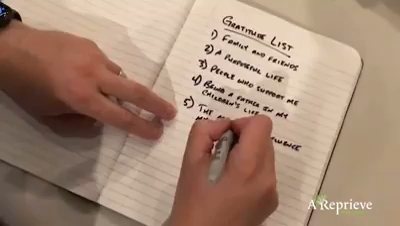 GRATITUDE LIST
1) FAMILY AND FRIENDS
2) A PURPOSEFUL LIFE
3) PEOPLE WHO SUPPORT ME
4) BEING A FATHER IN MY
CHILDREN'S LIFE
5) THE
A Reprieve